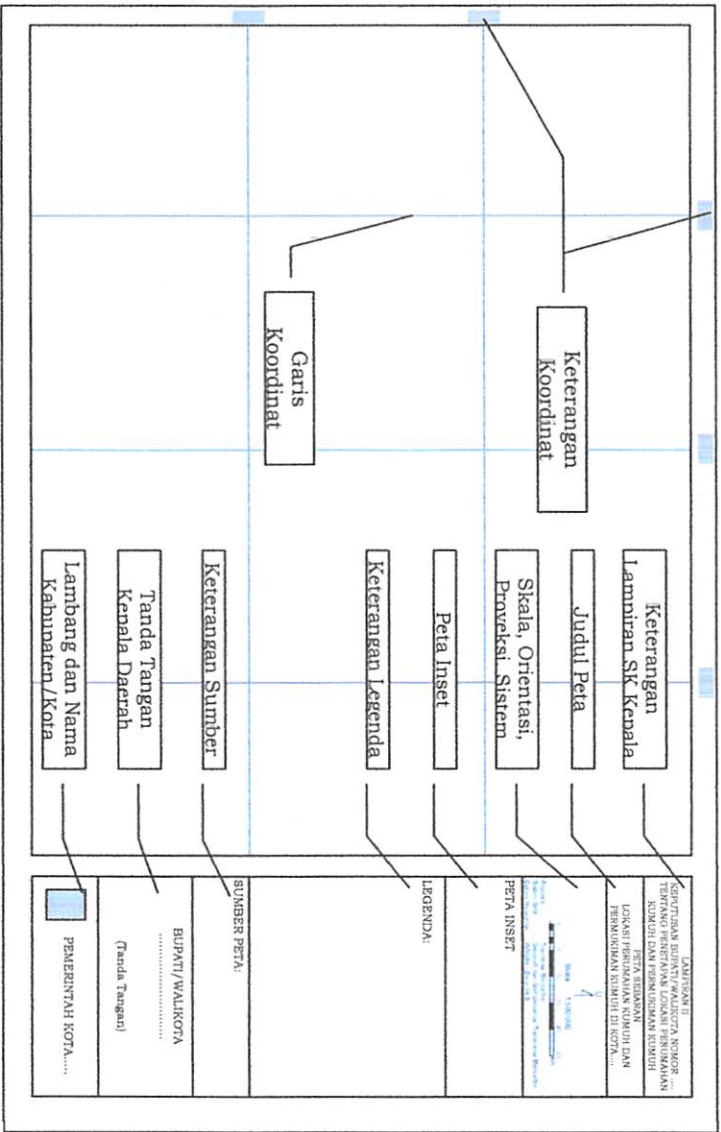 Keterangan
Koordinat
Garis
Koordinat
Keterangan
Lampiran SK Kepala
Judul Peta
Skala, Orientasi,
Proyeksi, Sistem
Peta Inset
Keterangan Legenda
Keterangan Sumber
Tanda Tangan
Kepala Daerah
Lambang dan Nama
Kabupaten/Kota
LAMPIRAN II
KEPUTUSAN BUPATI/WALIKOTA NOMOR ....
TENTANG PENETAPAN LOKASI PERUMAHAN
KUMUH DAN PERMUKIMAN KUMUH
PETA SEBARAN
LOKASI PERUMAHAN KUMUH DAN
PERMUKIMAN KUMUH DI KOTA....
U
Skala
PETA INSET
LEGENDA:
SUMBER PETA:
BUPATI/WALIKOTA
......................
(Tanda Tangan)
PEMERINTAH KOTA.....